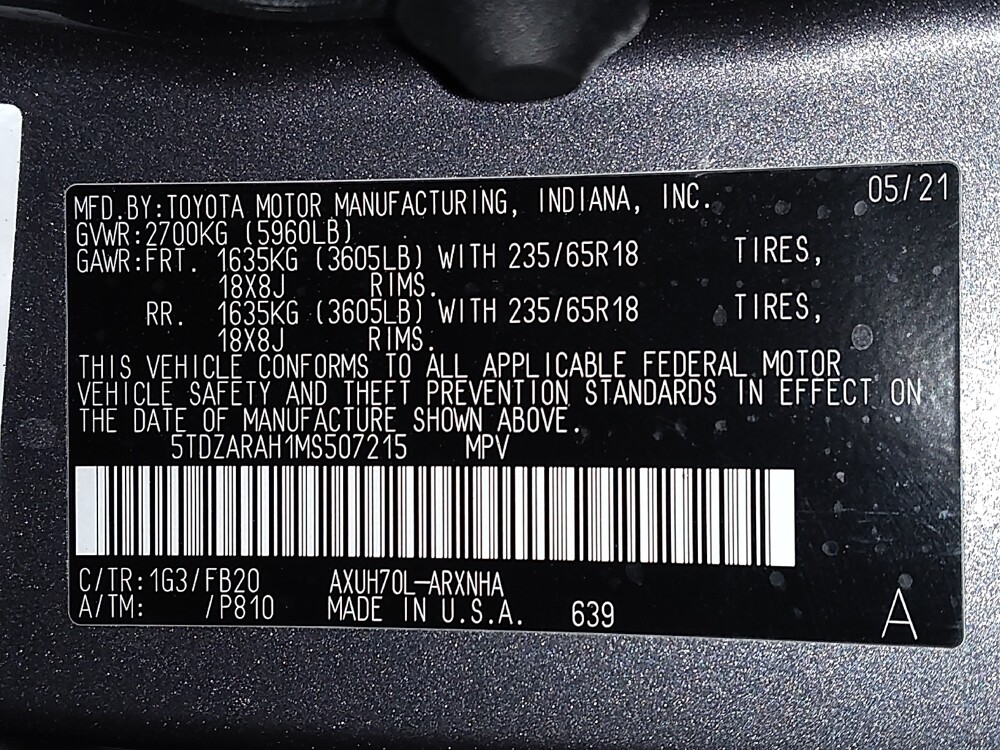 MFD.BY:TOYOTA MOTOR MANUFACTURING, INDIANA, INC. 05/21
GVWR:2700KG (5960LB)
GAWR:FRT. 1635KG (3605LB) WITH 235/65R18 TIRES,
18X8J RIMS.
RR. 1635KG (3605LB) WITH 235/65R18 TIRES,
18X8J RIMS.
THIS VEHICLE CONFORMS TO ALL APPLICABLE FEDERAL MOTOR
VEHICLE SAFETY AND THEFT PREVENTION STANDARDS IN EFFECT ON
THE DATE OF MANUFACTURE SHOWN ABOVE.
5TDZARAH1MS507215 MPV
C/TR:1G3/FB20 AXUH70L-ARXNHA
A/TM: /P810 MADE IN U.S.A. 639 A